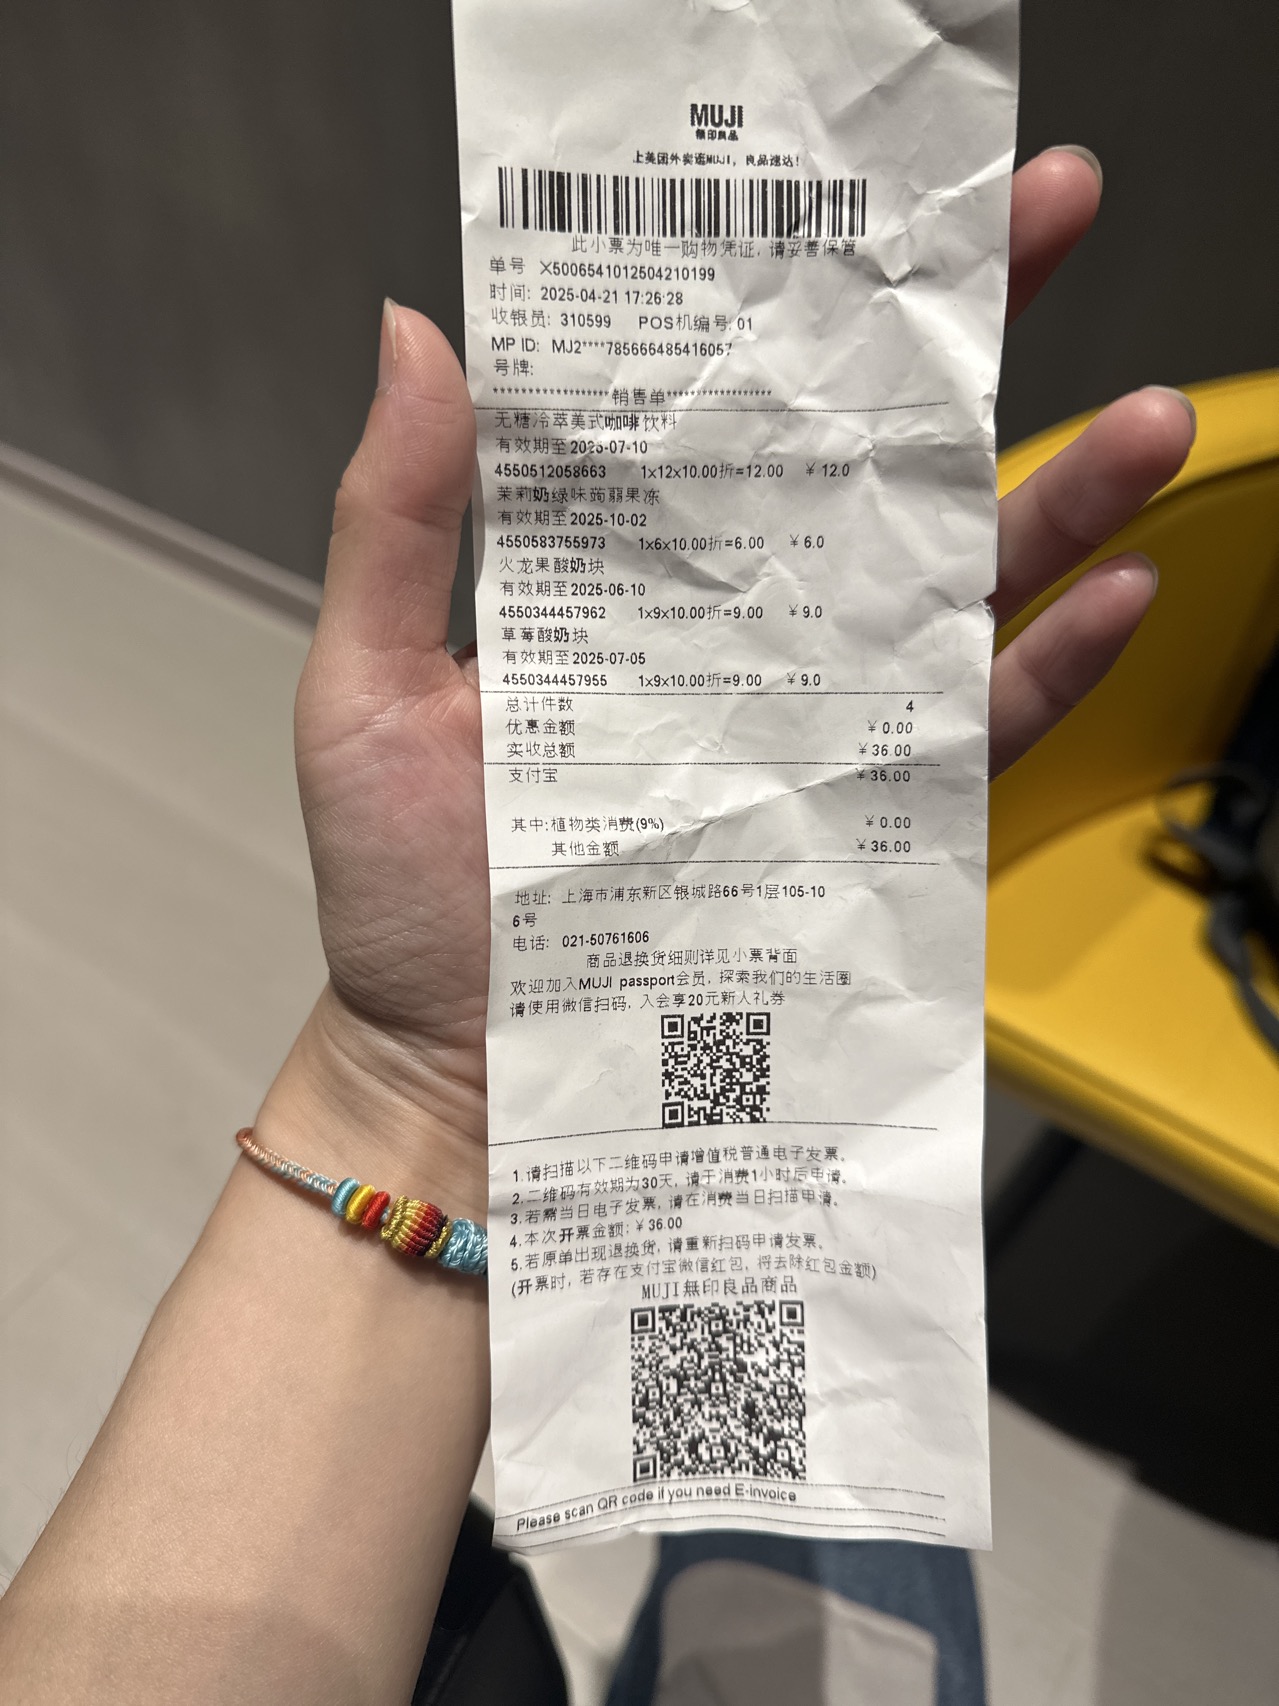 MUJI
無印良品
上美团外卖逛MUJI，良品速达！
此小票为唯一购物凭证，请妥善保管
单号 X5006541012504210199
时间: 2025-04-21 17:26:28
收银员: 310599 POS机编号: 01
MP ID: MJ2****785666485416057
号牌:
******************销售单******************
无糖冷萃美式咖啡饮料
有效期至2025-07-10
4550512058663 1x12x10.00折=12.00 ￥12.0
茉莉奶绿味蒟蒻果冻
有效期至2025-10-02
4550583755973 1x6x10.00折=6.00 ￥6.0
火龙果酸奶块
有效期至2025-06-10
4550344457962 1x9x10.00折=9.00 ￥9.0
草莓酸奶块
有效期至2025-07-05
4550344457955 1x9x10.00折=9.00 ￥9.0
总计件数 4
优惠金额 ￥0.00
实收总额 ￥36.00
支付宝 ￥36.00
其中:植物类消费(9%) ￥0.00
其他金额 ￥36.00
地址: 上海市浦东新区银城路66号1层105-10
6号
电话: 021-50761606
商品退换货细则详见小票背面
欢迎加入MUJI passport会员, 探索我们的生活圈
请使用微信扫码, 入会享20元新人礼券
1.请扫描以下二维码申请增值税普通电子发票。
2.二维码有效期为30天, 请于消费1小时后申请。
3.若需当日电子发票, 请在消费当日扫描申请。
4.本次开票金额: ￥36.00
5.若原单出现退换货, 请重新扫码申请发票。
(开票时, 若存在支付宝微信红包, 将去除红包金额)
MUJI無印良品商品
Please scan QR code if you need E-invoice